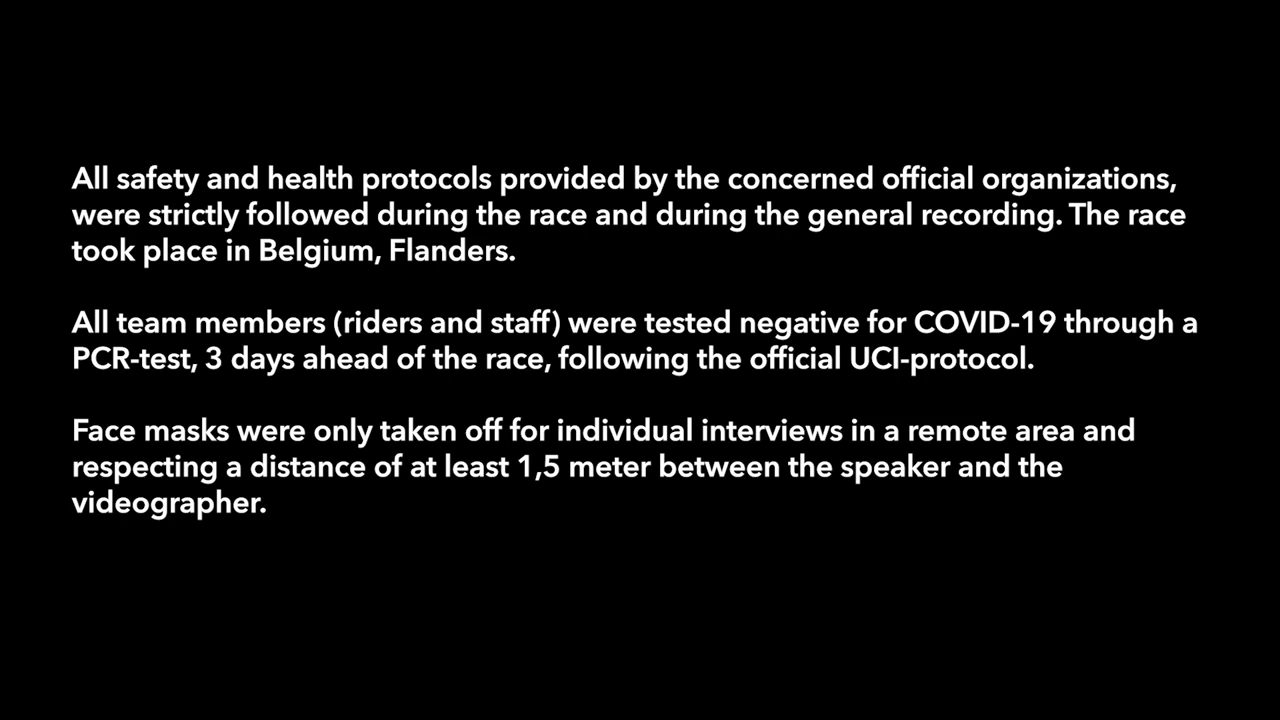 All safety and health protocols provided by the concerned official organizations,
were strictly followed during the race and during the general recording. The race
took place in Belgium, Flanders.
All team members (riders and staff) were tested negative for COVID-19 through a
PCR-test, 3 days ahead of the race, following the official UCI-protocol.
Face masks were only taken off for individual interviews in a remote area and
respecting a distance of at least 1,5 meter between the speaker and the
videographer.